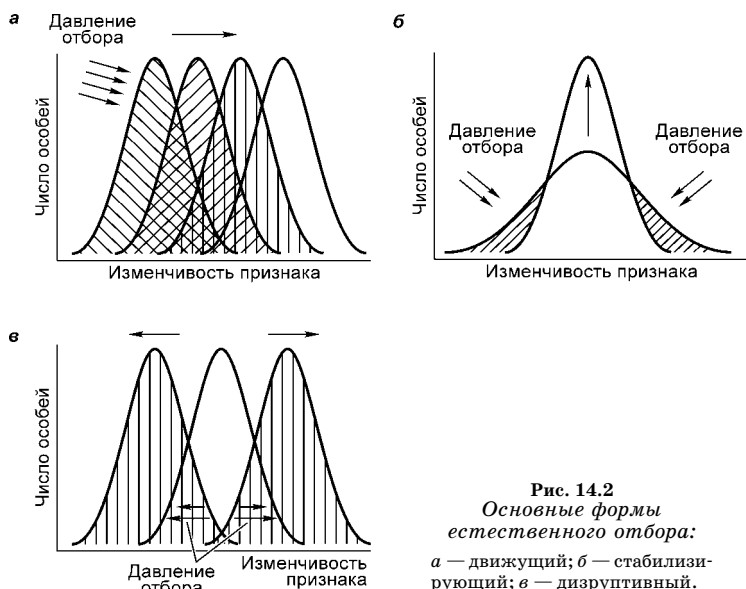 а
Давление
отбора
Число особей
Изменчивость признака
б
Давление
отбора
Давление
отбора
Число особей
Изменчивость признака
в
Число особей
Давление
отбора
Изменчивость
признака
Рис. 14.2
Основные формы
естественного отбора:
а — движущий; б — стабилизи-
рующий; в — дизруптивный.